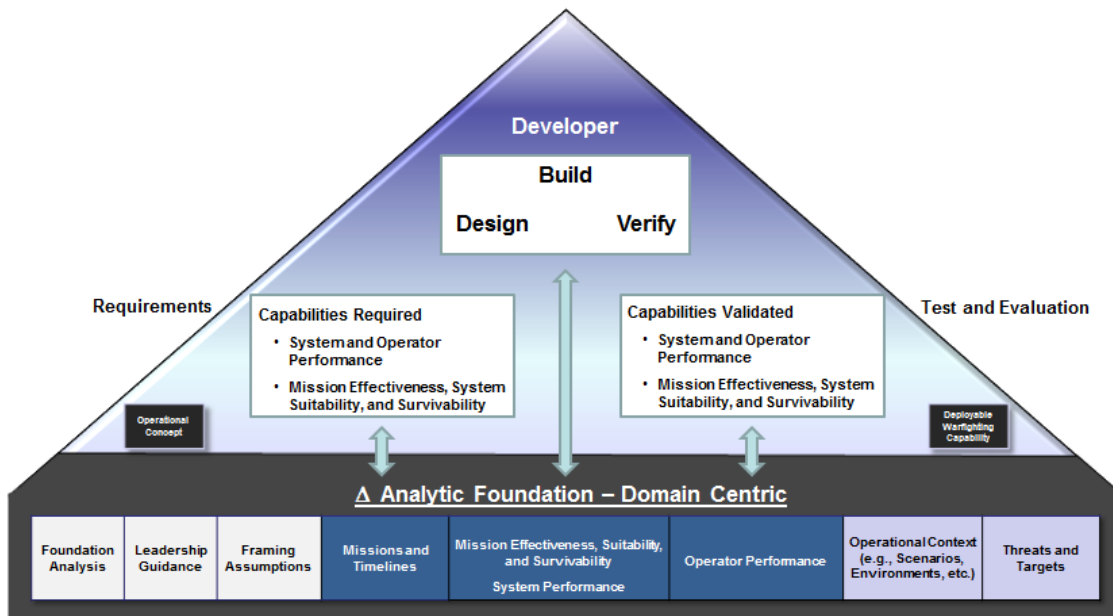 Developer
Build
Design Verify
Requirements
Test and Evaluation
Capabilities Required
• System and Operator
Performance
• Mission Effectiveness, System
Suitability, and Survivability
Capabilities Validated
• System and Operator
Performance
• Mission Effectiveness, System
Suitability, and Survivability
Operational
Concept
Deployable
Warfighting
Capability
Δ Analytic Foundation – Domain Centric
Foundation
Analysis
Leadership
Guidance
Framing
Assumptions
Missions and
Timelines
Mission Effectiveness, Suitability,
and Survivability
System Performance
Operator Performance
Operational Context
(e.g., Scenarios,
Environments, etc.)
Threats and
Targets